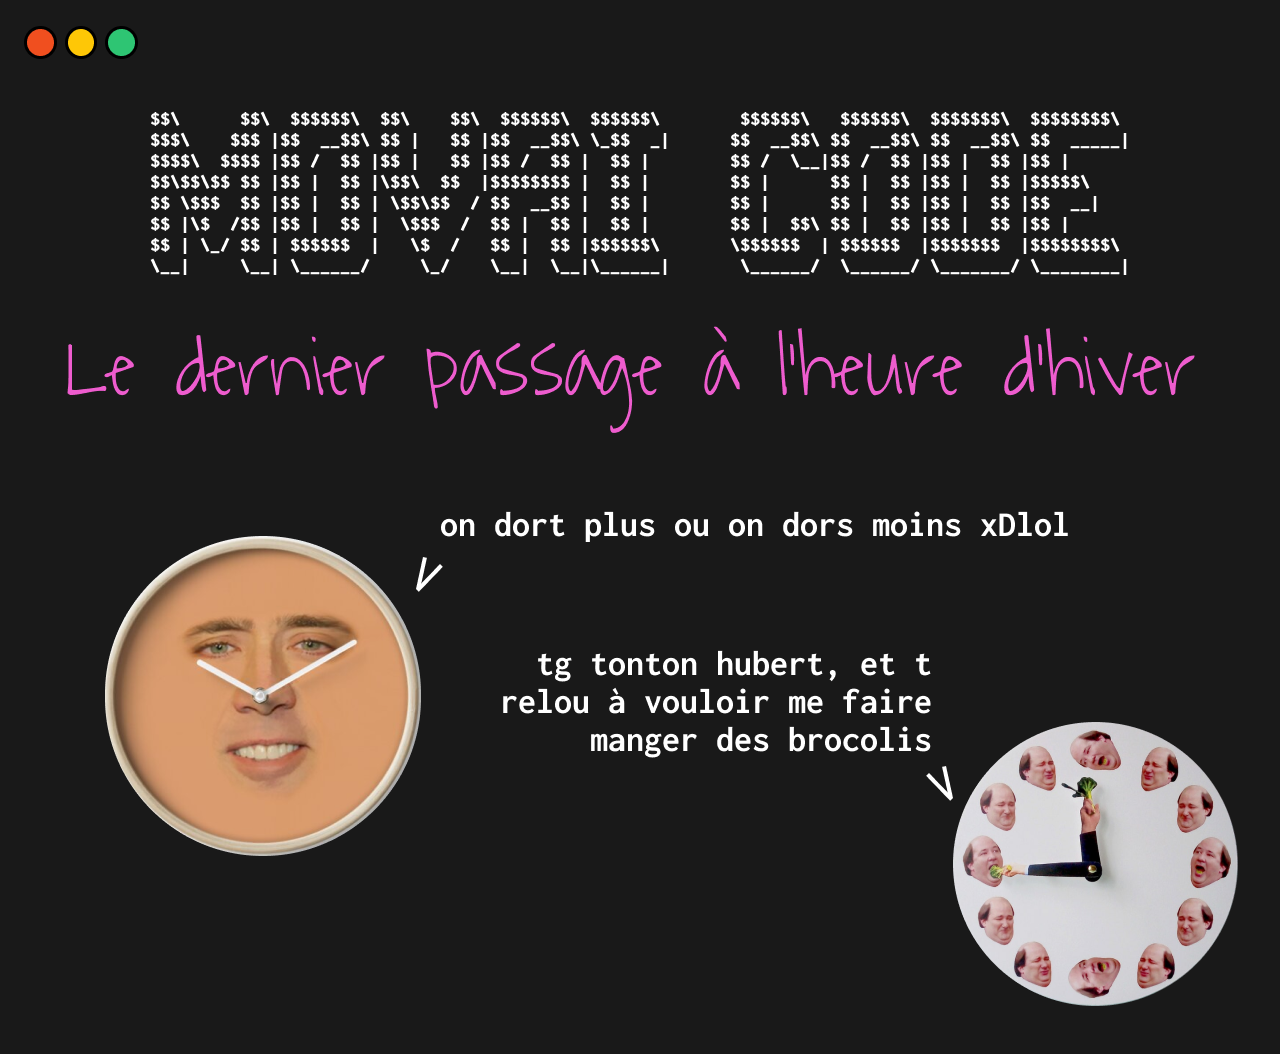 MOVAI CODE
Le dernier passage à l'heure d'hiver
on dort plus ou on dors moins xDlol
tg tonton hubert, et t
relou à vouloir me faire
manger des brocolis